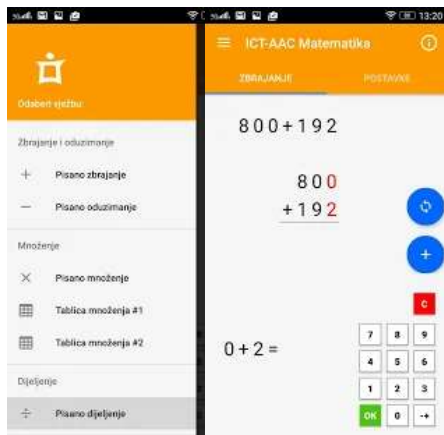 Odaberi vježbu:
Zbrajanje i oduzimanje
+ Pisano zbrajanje
− Pisano oduzimanje
Množenje
× Pisano množenje
Tablica množenja #1
Tablica množenja #2
Dijeljenje
÷ Pisano dijeljenje
13:20
ICT-AAC Matematika
ZBRAJANJE POSTAVKE
800+192
800
+192
+
C
0+2=
7 8 9
4 5 6
1 2 3
OK 0 -+